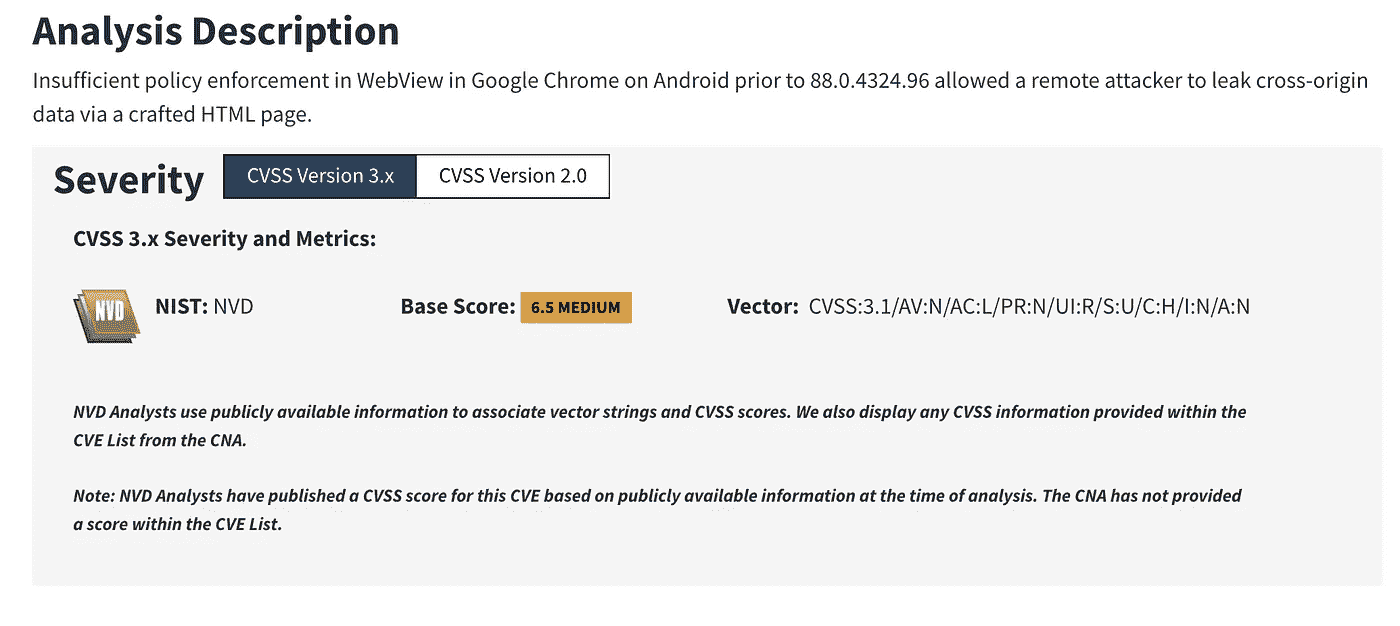 Analysis Description
Insufficient policy enforcement in WebView in Google Chrome on Android prior to 88.0.4324.96 allowed a remote attacker to leak cross-origin
data via a crafted HTML page.
Severity CVSS Version 3.x CVSS Version 2.0
CVSS 3.x Severity and Metrics:
NVD NIST: NVD Base Score: 6.5 MEDIUM Vector: CVSS:3.1/AV:N/AC:L/PR:N/UI:R/S:U/C:H/I:N/A:N
NVD Analysts use publicly available information to associate vector strings and CVSS scores. We also display any CVSS information provided within the
CVE List from the CNA.
Note: NVD Analysts have published a CVSS score for this CVE based on publicly available information at the time of analysis. The CNA has not provided
a score within the CVE List.